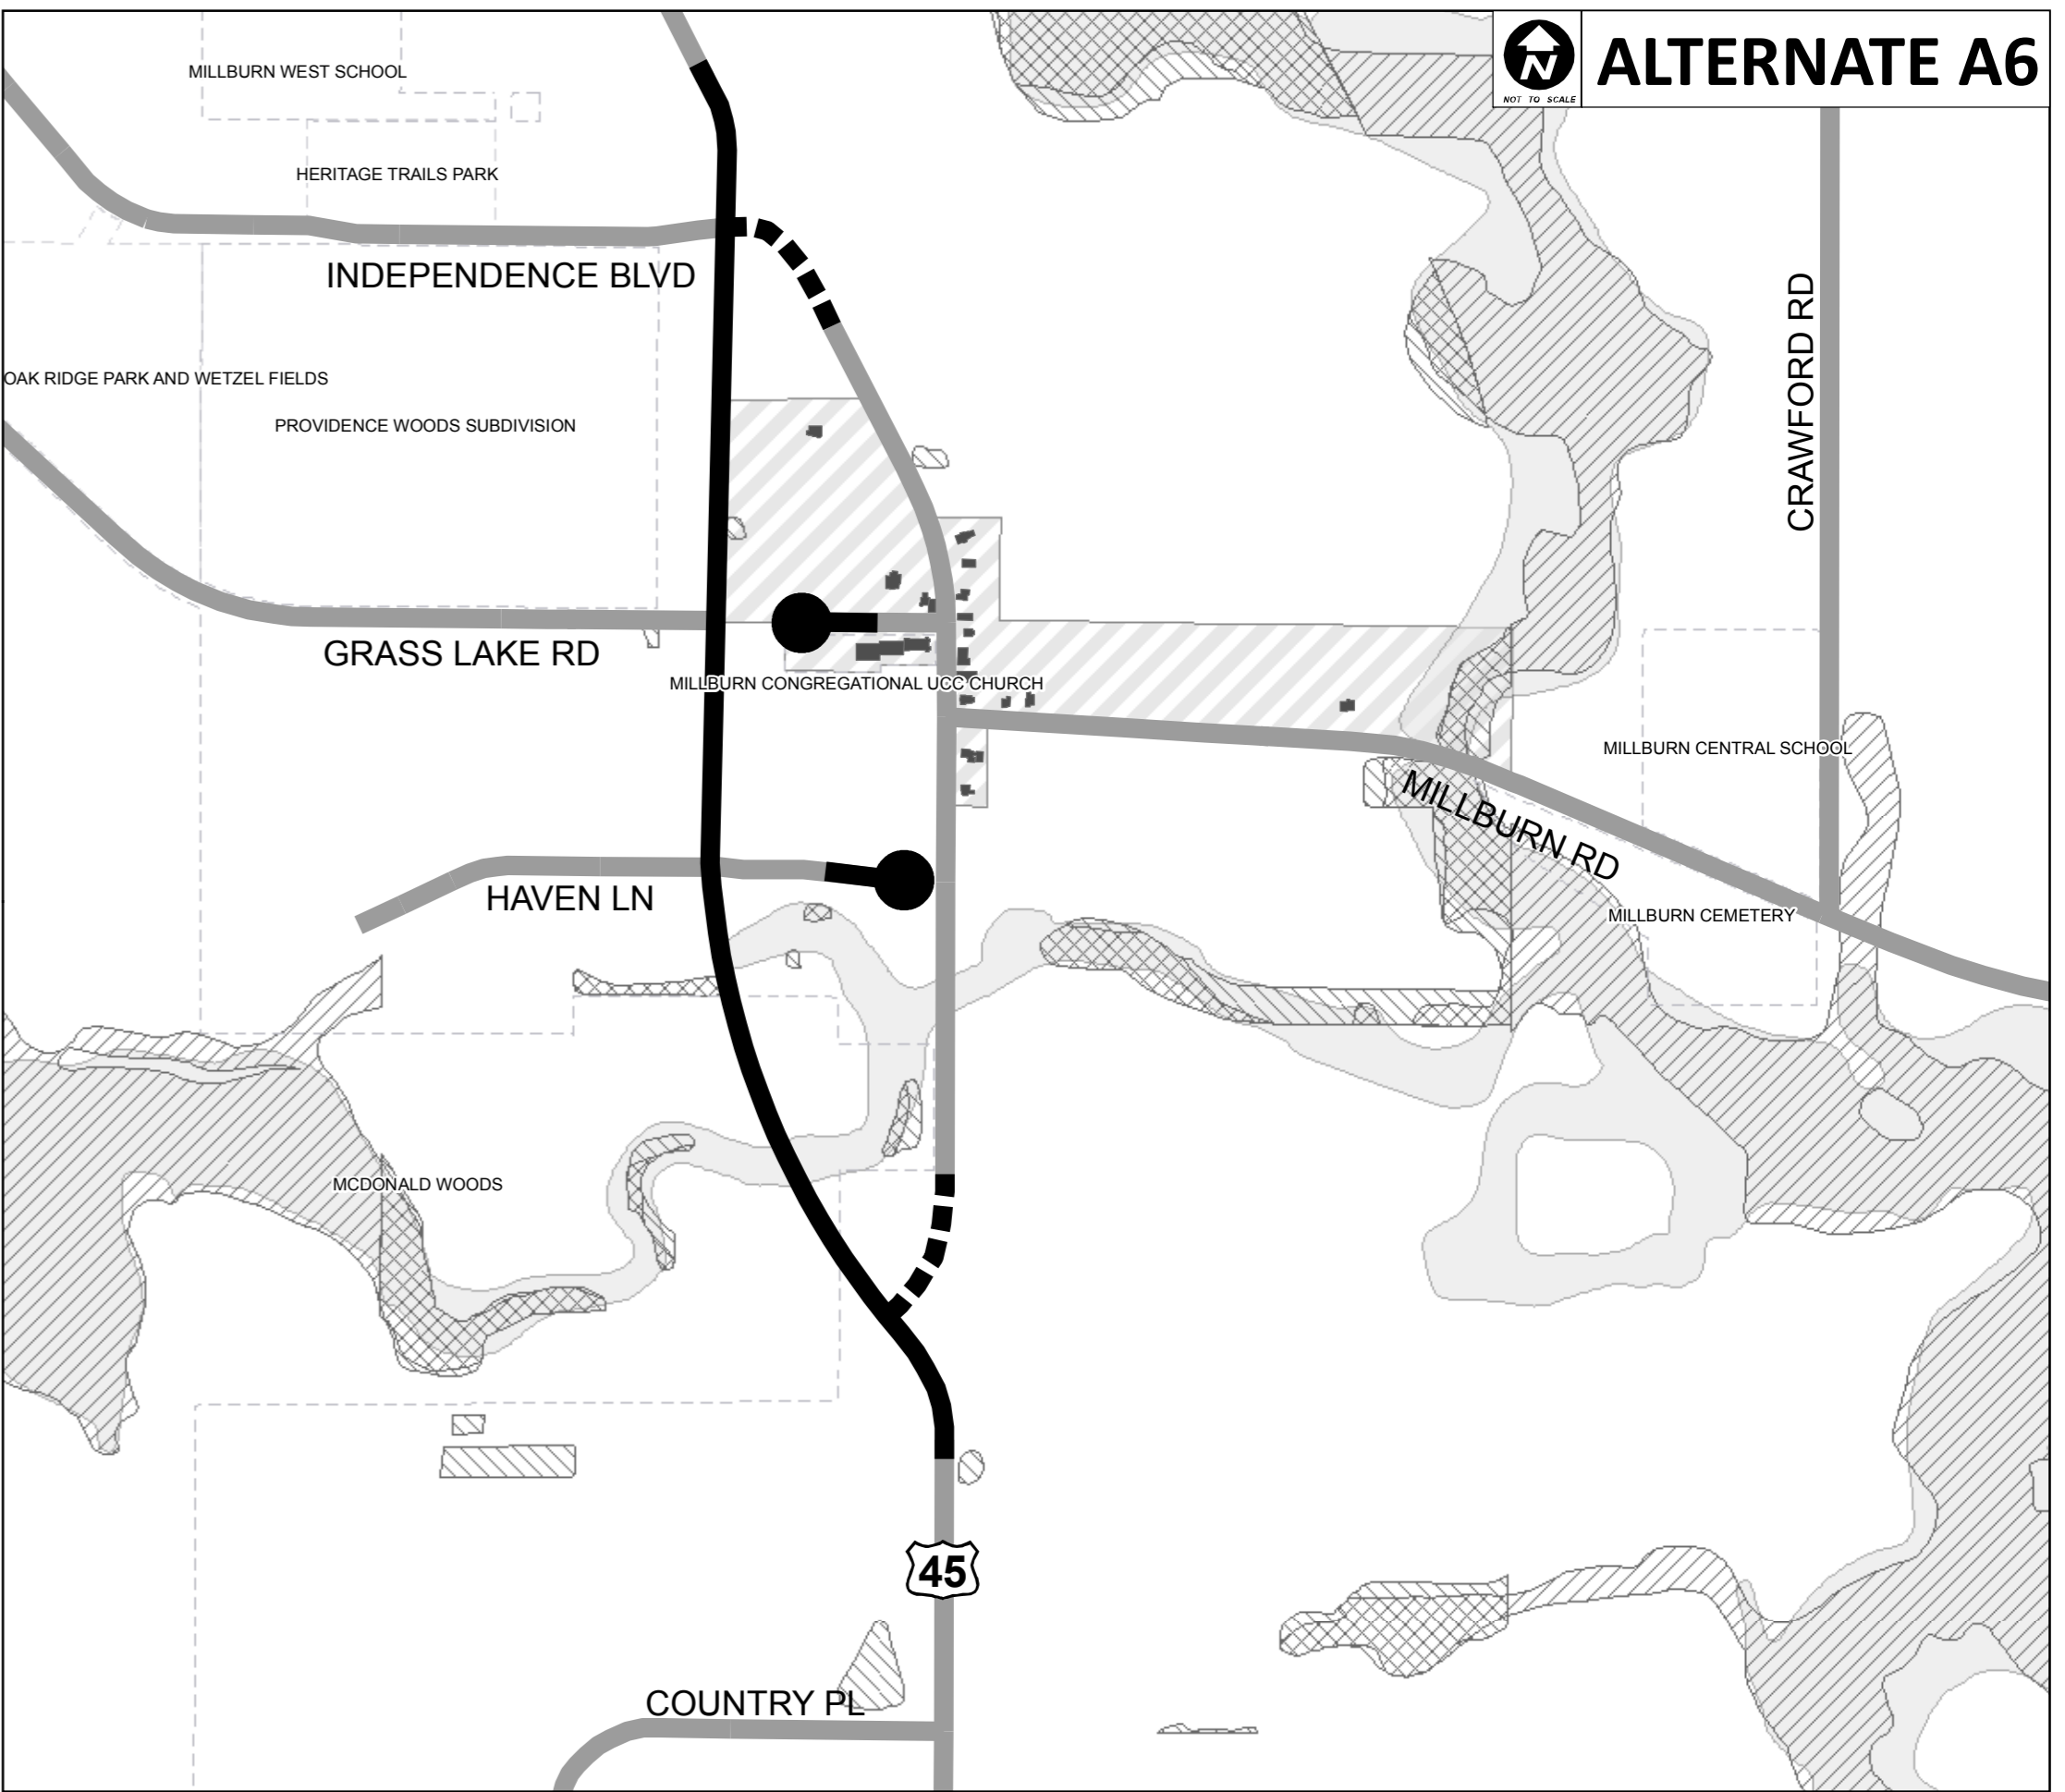 ALTERNATE A6
N
NOT TO SCALE
MILLBURN WEST SCHOOL
HERITAGE TRAILS PARK
INDEPENDENCE BLVD
CRAWFORD RD
OAK RIDGE PARK AND WETZEL FIELDS
PROVIDENCE WOODS SUBDIVISION
GRASS LAKE RD
MILLBURN CONGREGATIONAL UCC CHURCH
MILLBURN CENTRAL SCHOOL
MILLBURN RD
HAVEN LN
MILLBURN CEMETERY
MCDONALD WOODS
45
COUNTRY PL